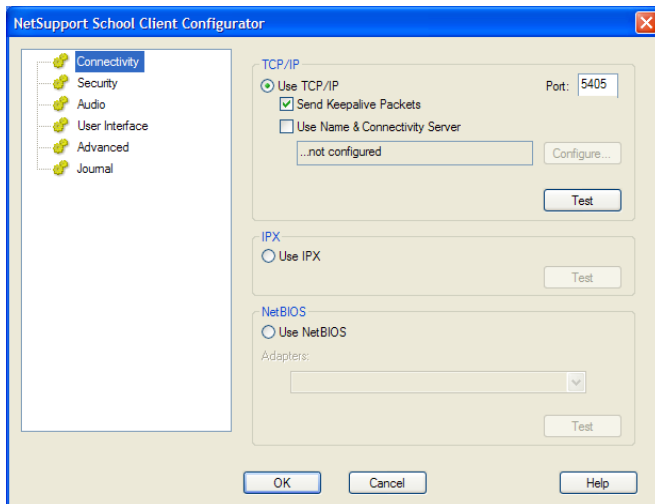 NetSupport School Client Configurator
Connectivity
Security
Audio
User Interface
Advanced
Journal
TCP/IP
Use TCP/IP
Port: 5405
Send Keepalive Packets
Use Name & Connectivity Server
...not configured
Configure...
Test
IPX
Use IPX
Test
NetBIOS
Use NetBIOS
Adapters:
Test
OK
Cancel
Help